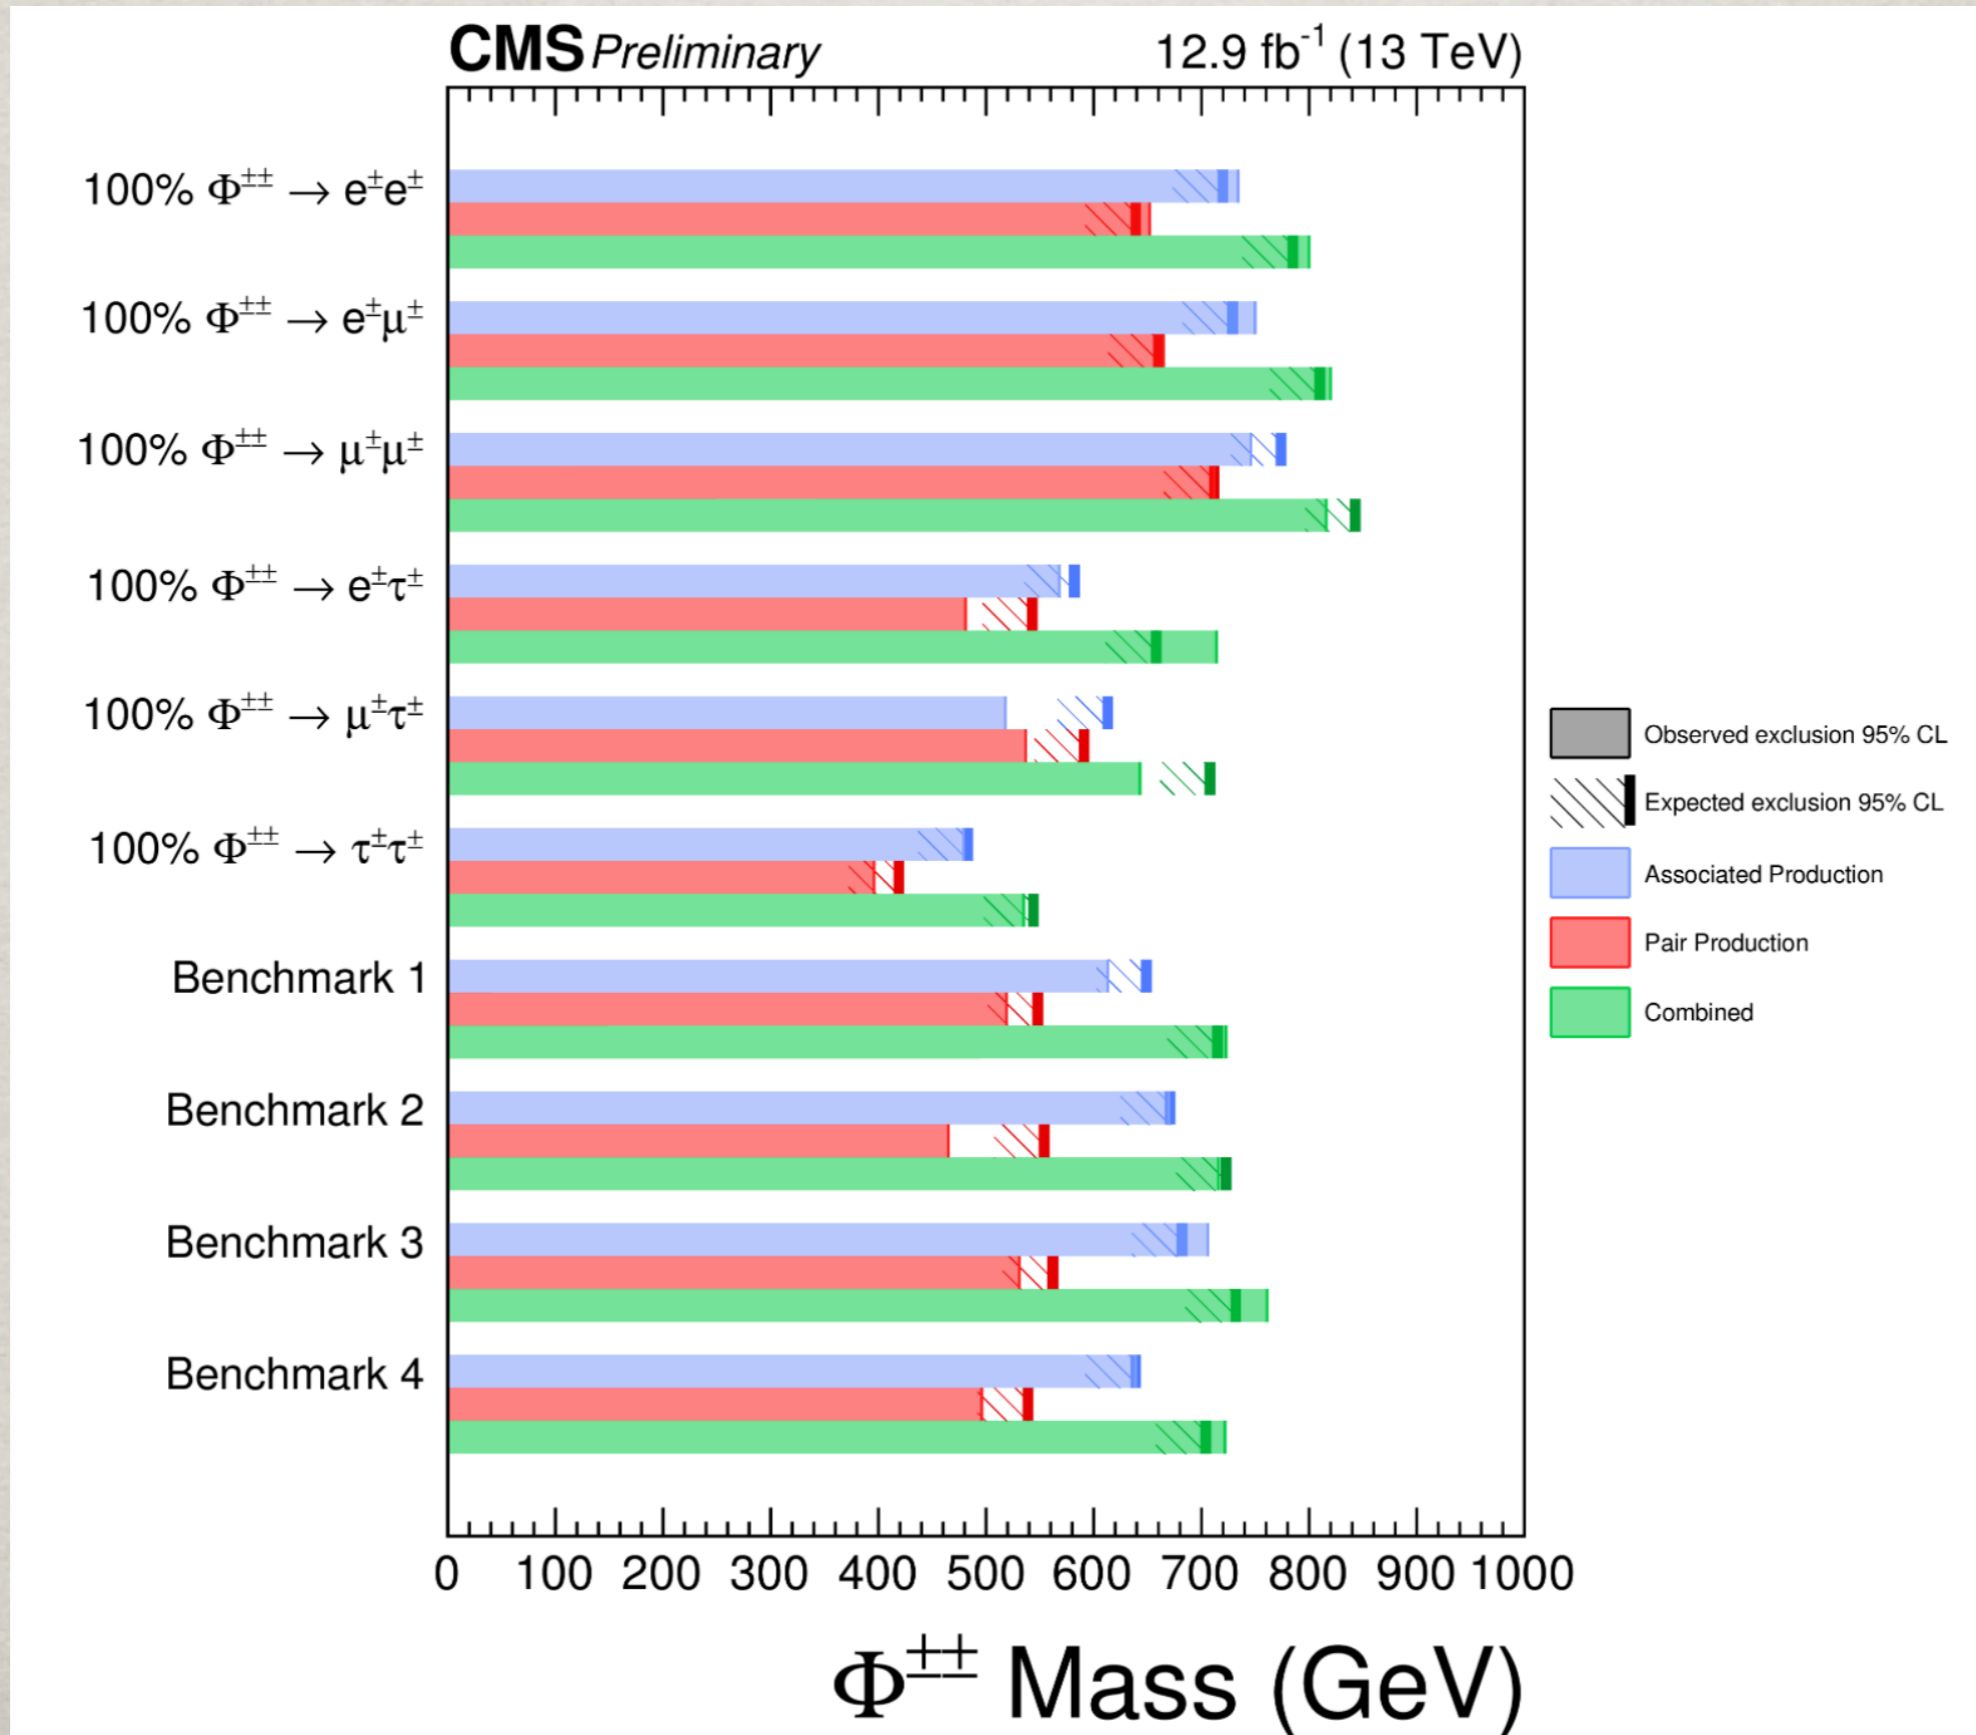 CMS Preliminary 12.9 fb⁻¹ (13 TeV)
100% Φ±± → e±e±
100% Φ±± → e±μ±
100% Φ±± → μ±μ±
100% Φ±± → e±τ±
100% Φ±± → μ±τ±
100% Φ±± → τ±τ±
Benchmark 1
Benchmark 2
Benchmark 3
Benchmark 4
Observed exclusion 95% CL
Expected exclusion 95% CL
Associated Production
Pair Production
Combined
0 100 200 300 400 500 600 700 800 900 1000
Φ±± Mass (GeV)